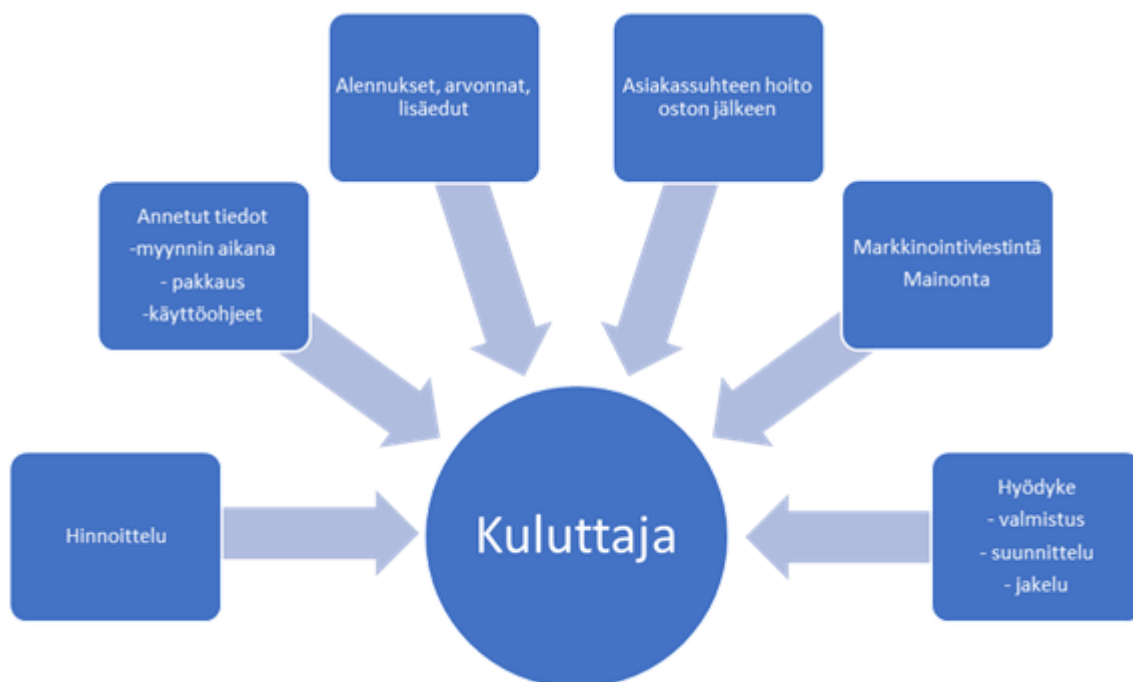 Alennukset, arvonnat,
lisäedut
Asiakassuhteen hoito
oston jälkeen
Annetut tiedot
-myynnin aikana
- pakkaus
-käyttöohjeet
Markkinointiviestintä
Mainonta
Hinnoittelu
Kuluttaja
Hyödyke
- valmistus
- suunnittelu
- jakelu